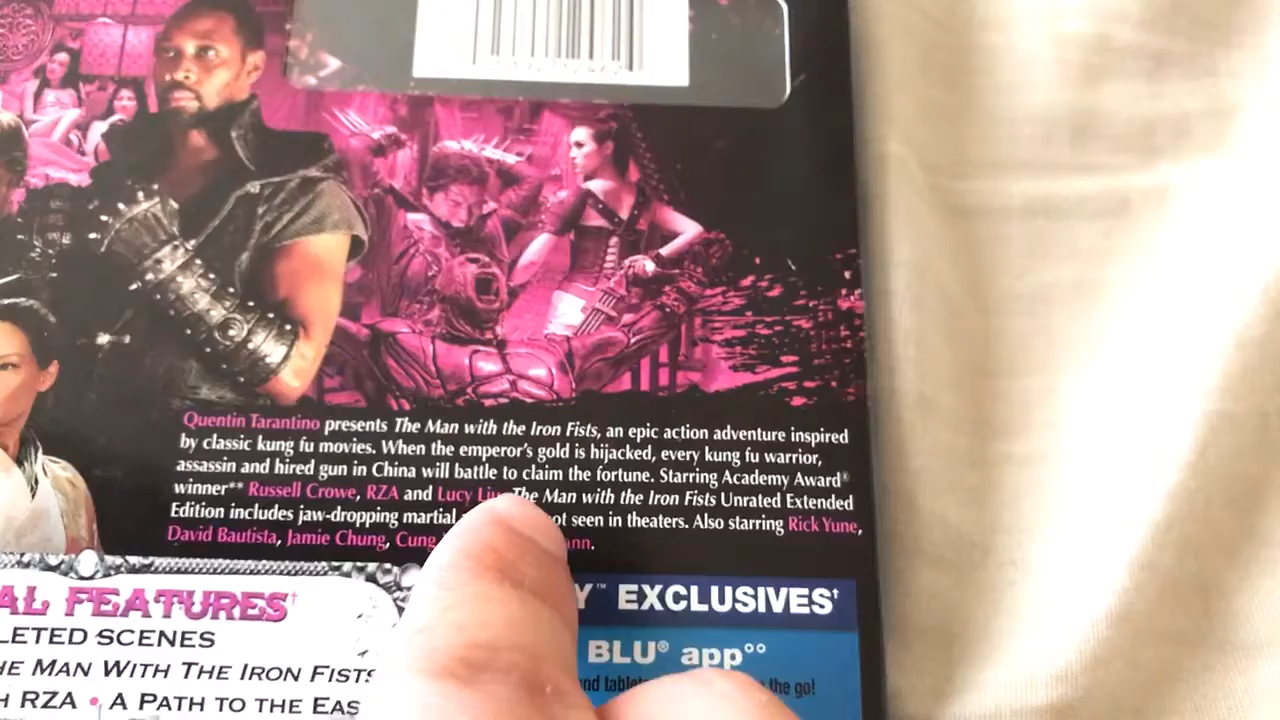 Quentin Tarantino presents The Man with the Iron Fists, an epic action adventure inspired
by classic kung fu movies. When the emperor's gold is hijacked, every kung fu warrior,
assassin and hired gun in China will battle to claim the fortune. Starring Academy Award®
winner** Russell Crowe, RZA and Lucy Liu The Man with the Iron Fists Unrated Extended
Edition includes jaw-dropping martial ot seen in theaters. Also starring Rick Yune,
David Bautista, Jamie Chung, Cung nn.
AL FEATURES†
LETED SCENES
HE MAN WITH THE IRON FISTS
H RZA • A PATH TO THE EAS
Y™ EXCLUSIVES†
BLU® app°°
nd tablet the go!